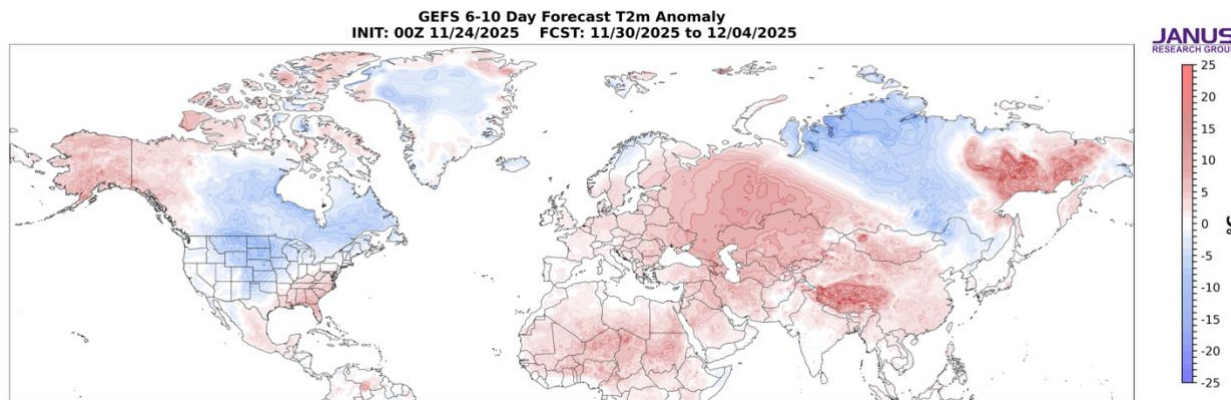 GEFS 6-10 Day Forecast T2m Anomaly
INIT: 00Z 11/24/2025    FCST: 11/30/2025 to 12/04/2025
JANUS
RESEARCH GROU
25
20
15
10
5
0
-5
-10
-15
-20
-25